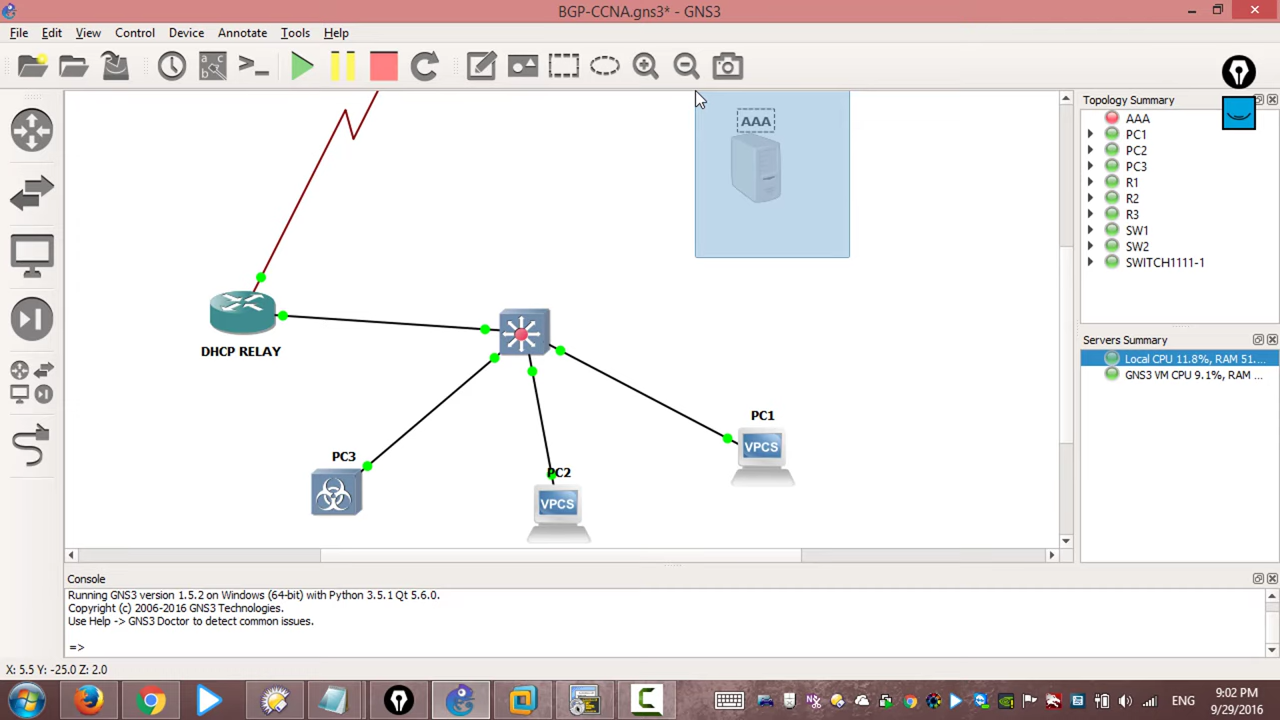 BGP-CCNA.gns3* - GNS3
File Edit View Control Device Annotate Tools Help
Topology Summary
AAA
PC1
PC2
PC3
R1
R2
R3
SW1
SW2
SWITCH1111-1
Servers Summary
Local CPU 11.8%, RAM 51....
GNS3 VM CPU 9.1%, RAM ...
AAA
DHCP RELAY
PC1
VPCS
PC3
PC2
VPCS
Console
Running GNS3 version 1.5.2 on Windows (64-bit) with Python 3.5.1 Qt 5.6.0.
Copyright (c) 2006-2016 GNS3 Technologies.
Use Help -> GNS3 Doctor to detect common issues.
=>
X: 5.5 Y: -25.0 Z: 2.0
ENG
9:02 PM
9/29/2016